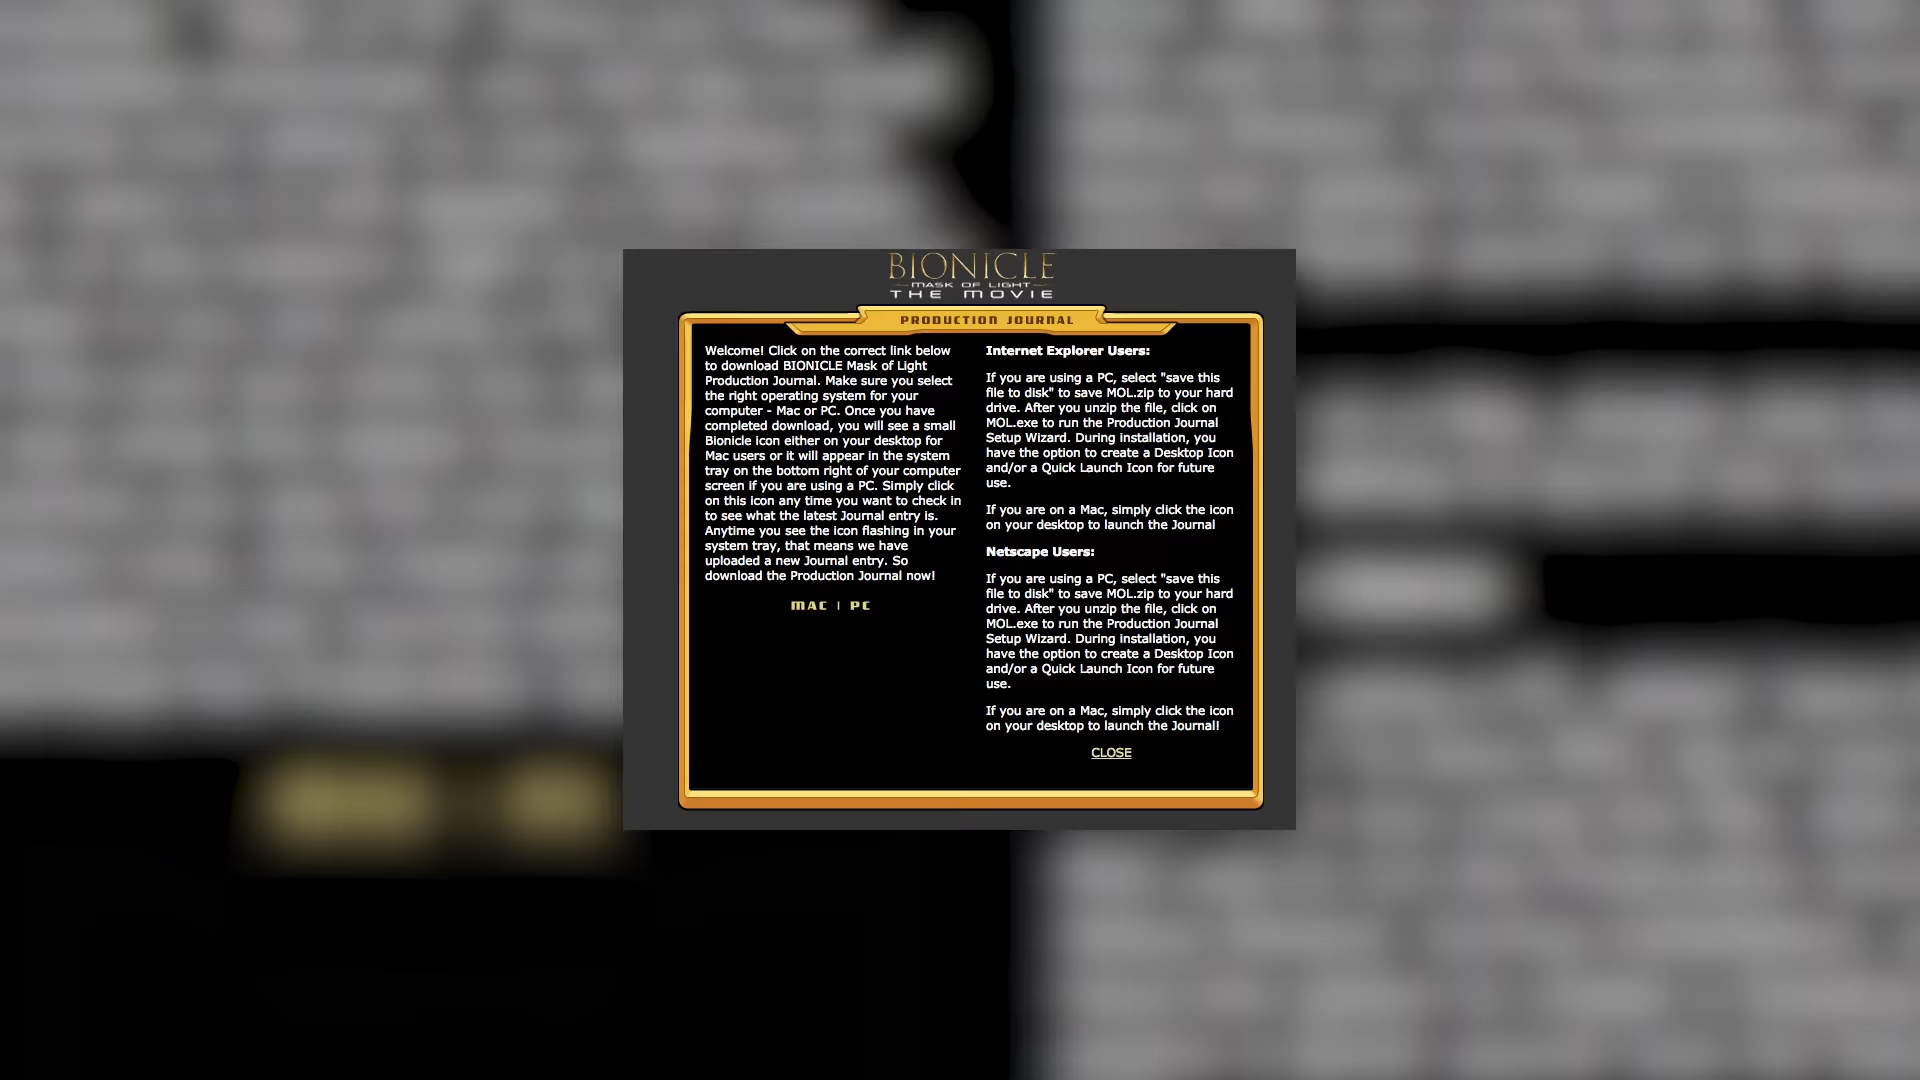 BIONICLE
MASK OF LIGHT
THE MOVIE
PRODUCTION JOURNAL
Welcome! Click on the correct link below
to download BIONICLE Mask of Light
Production Journal. Make sure you select
the right operating system for your
computer - Mac or PC. Once you have
completed download, you will see a small
Bionicle icon either on your desktop for
Mac users or it will appear in the system
tray on the bottom right of your computer
screen if you are using a PC. Simply click
on this icon any time you want to check in
to see what the latest Journal entry is.
Anytime you see the icon flashing in your
system tray, that means we have
uploaded a new Journal entry. So
download the Production Journal now!
MAC | PC
Internet Explorer Users:
If you are using a PC, select "save this
file to disk" to save MOL.zip to your hard
drive. After you unzip the file, click on
MOL.exe to run the Production Journal
Setup Wizard. During installation, you
have the option to create a Desktop Icon
and/or a Quick Launch Icon for future
use.
If you are on a Mac, simply click the icon
on your desktop to launch the Journal
Netscape Users:
If you are using a PC, select "save this
file to disk" to save MOL.zip to your hard
drive. After you unzip the file, click on
MOL.exe to run the Production Journal
Setup Wizard. During installation, you
have the option to create a Desktop Icon
and/or a Quick Launch Icon for future
use.
If you are on a Mac, simply click the icon
on your desktop to launch the Journal!
CLOSE